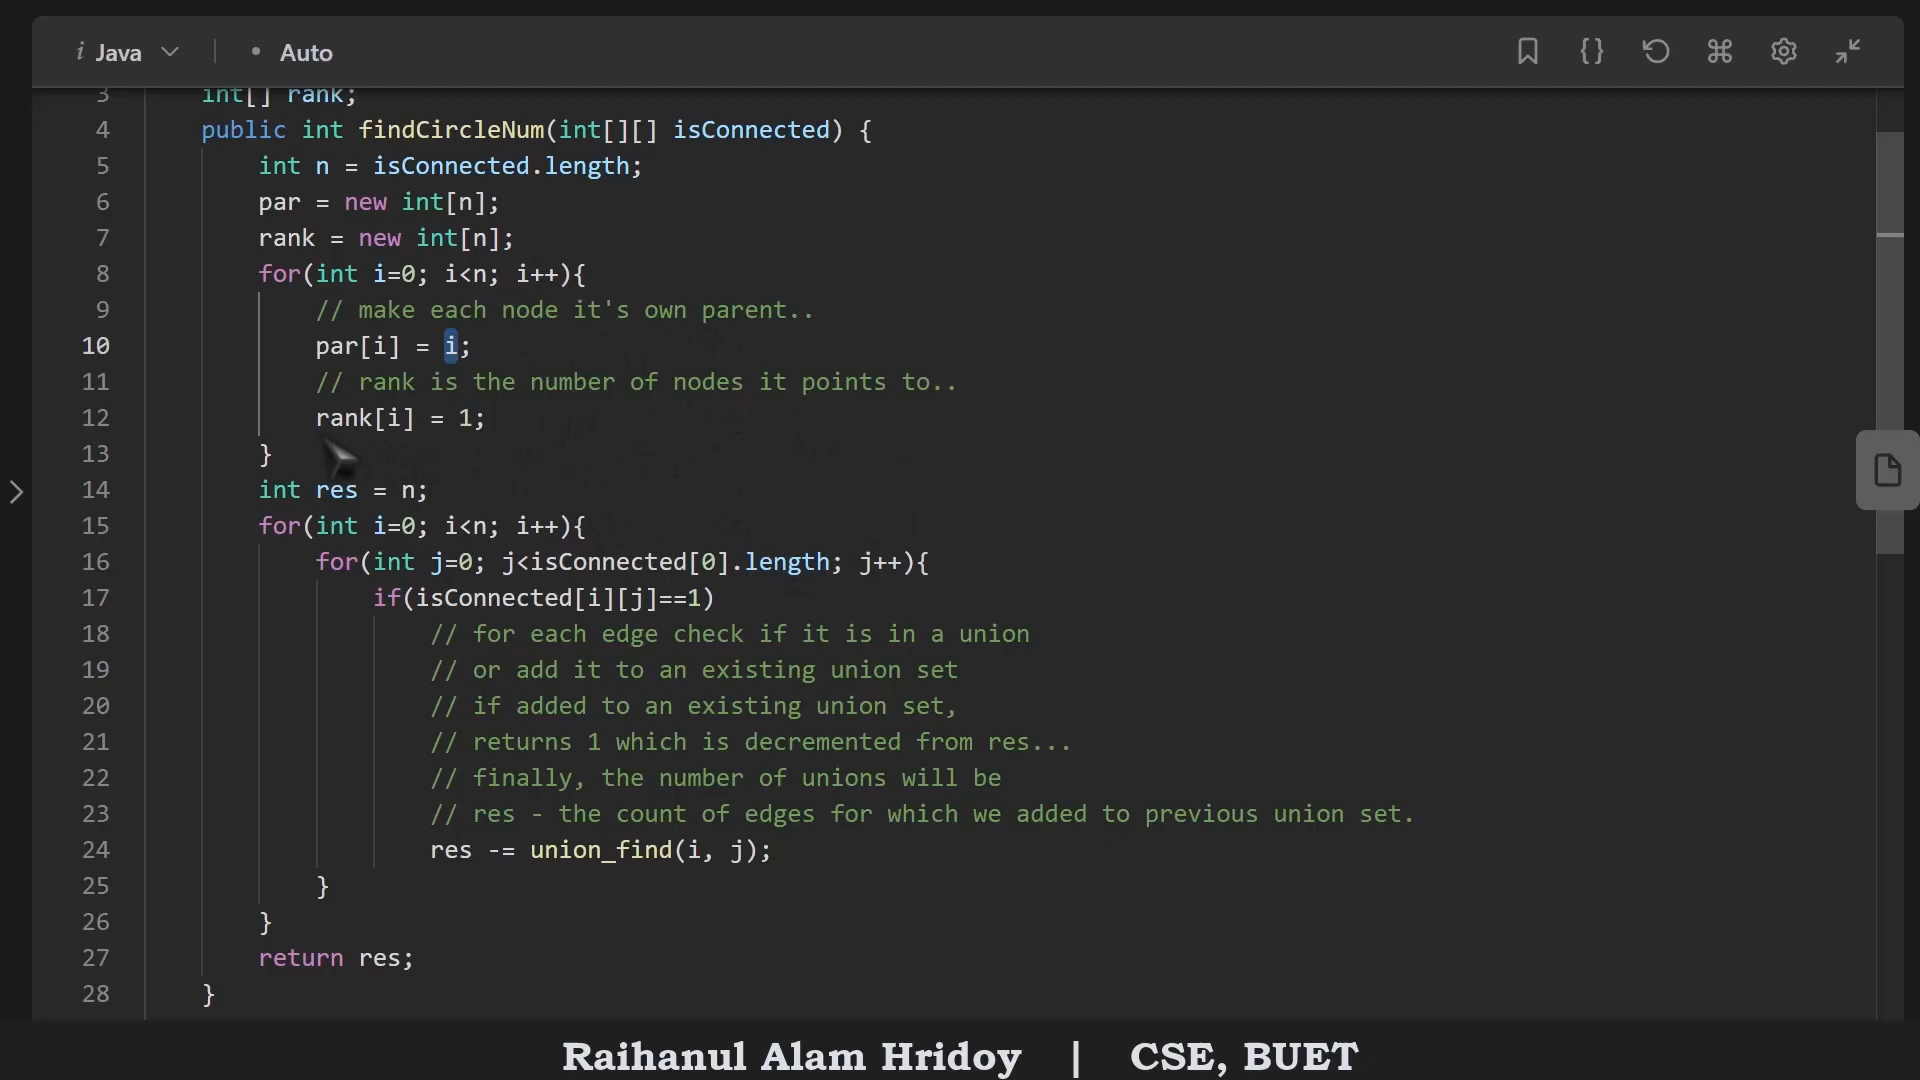 i Java Auto
3 int[] rank;
4 public int findCircleNum(int[][] isConnected) {
5 int n = isConnected.length;
6 par = new int[n];
7 rank = new int[n];
8 for(int i=0; i<n; i++){
9 // make each node it's own parent..
10 par[i] = i;
11 // rank is the number of nodes it points to..
12 rank[i] = 1;
13 }
14 int res = n;
15 for(int i=0; i<n; i++){
16 for(int j=0; j<isConnected[0].length; j++){
17 if(isConnected[i][j]==1)
18 // for each edge check if it is in a union
19 // or add it to an existing union set
20 // if added to an existing union set,
21 // returns 1 which is decremented from res...
22 // finally, the number of unions will be
23 // res - the count of edges for which we added to previous union set.
24 res -= union_find(i, j);
25 }
26 }
27 return res;
28 }
Raihanul Alam Hridoy | CSE, BUET